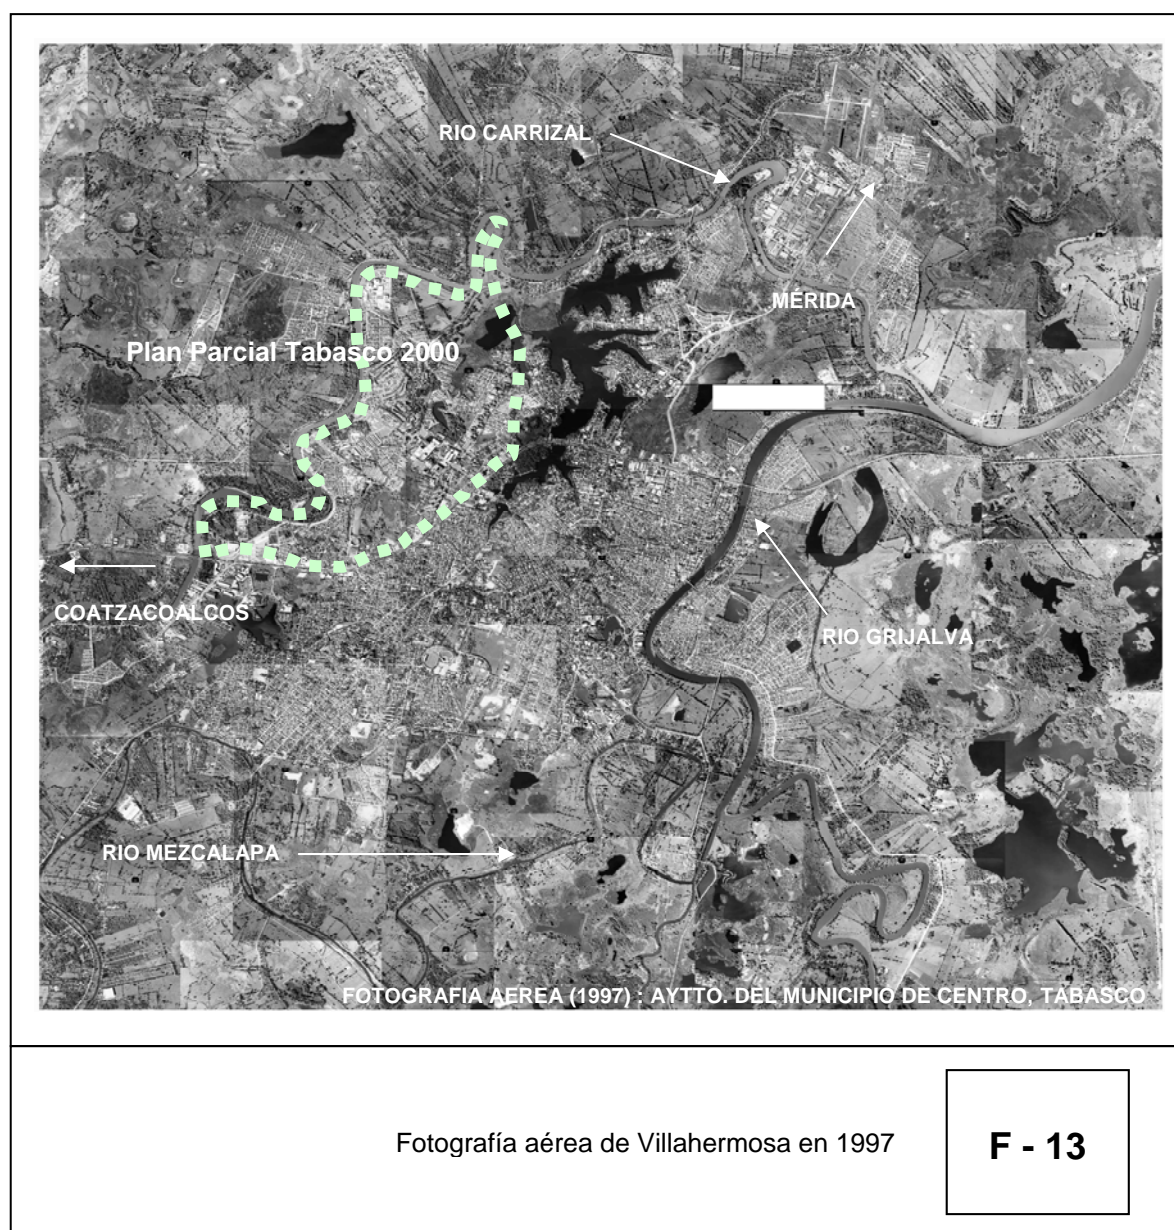 RIO CARRIZAL
MÉRIDA
Plan Parcial Tabasco 2000
COATZACOALCOS
RIO GRIJALVA
RIO MEZCALAPA
FOTOGRAFIA AEREA (1997) : AYTTO. DEL MUNICIPIO DE CENTRO, TABASCO
Fotografía aérea de Villahermosa en 1997
F - 13